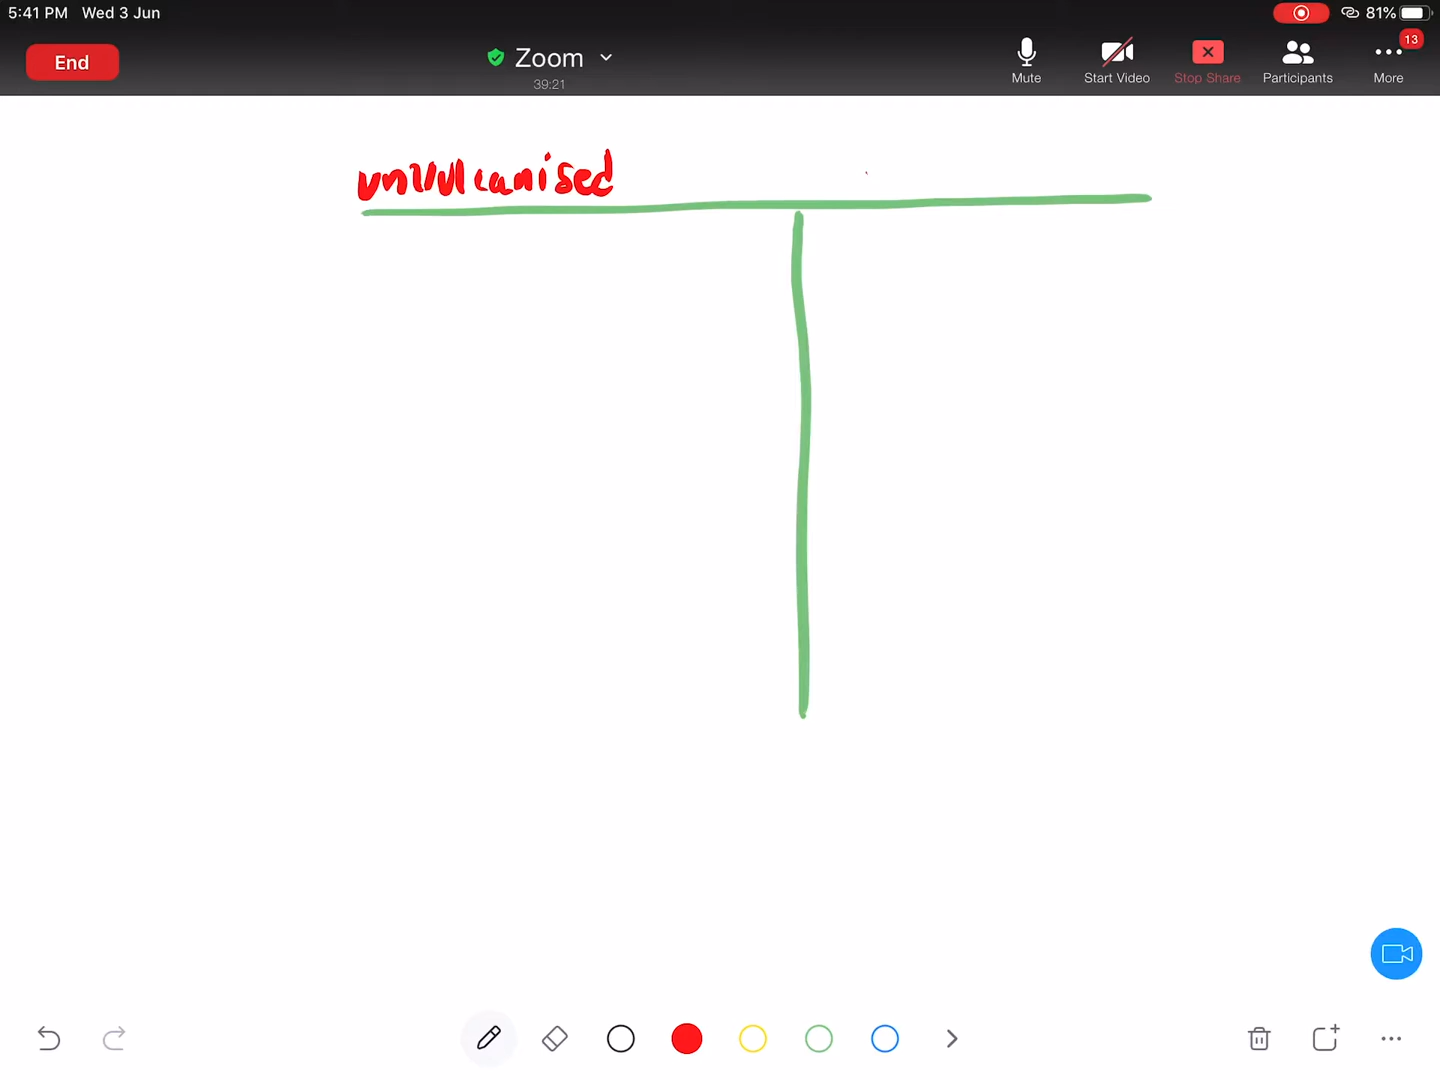 5:41 PM Wed 3 Jun
81%
End
Zoom
39:21
Mute
Start Video
Stop Share
Participants
13
More
unvulcanised